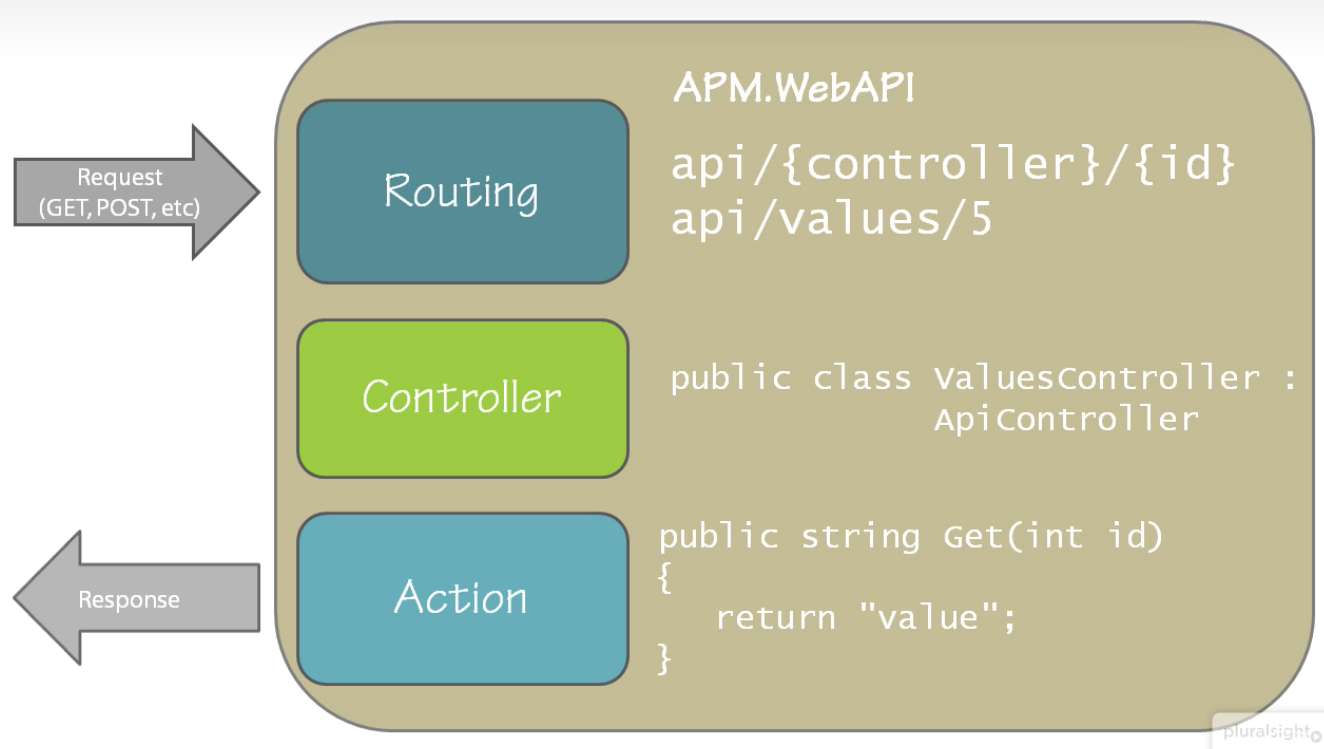 APM.WebAPI
Request
(GET, POST, etc)
Routing
api/{controller}/{id}
api/values/5
Controller
public class ValuesController :
ApiController
Response
Action
public string Get(int id)
{
return "value";
}
pluralsight